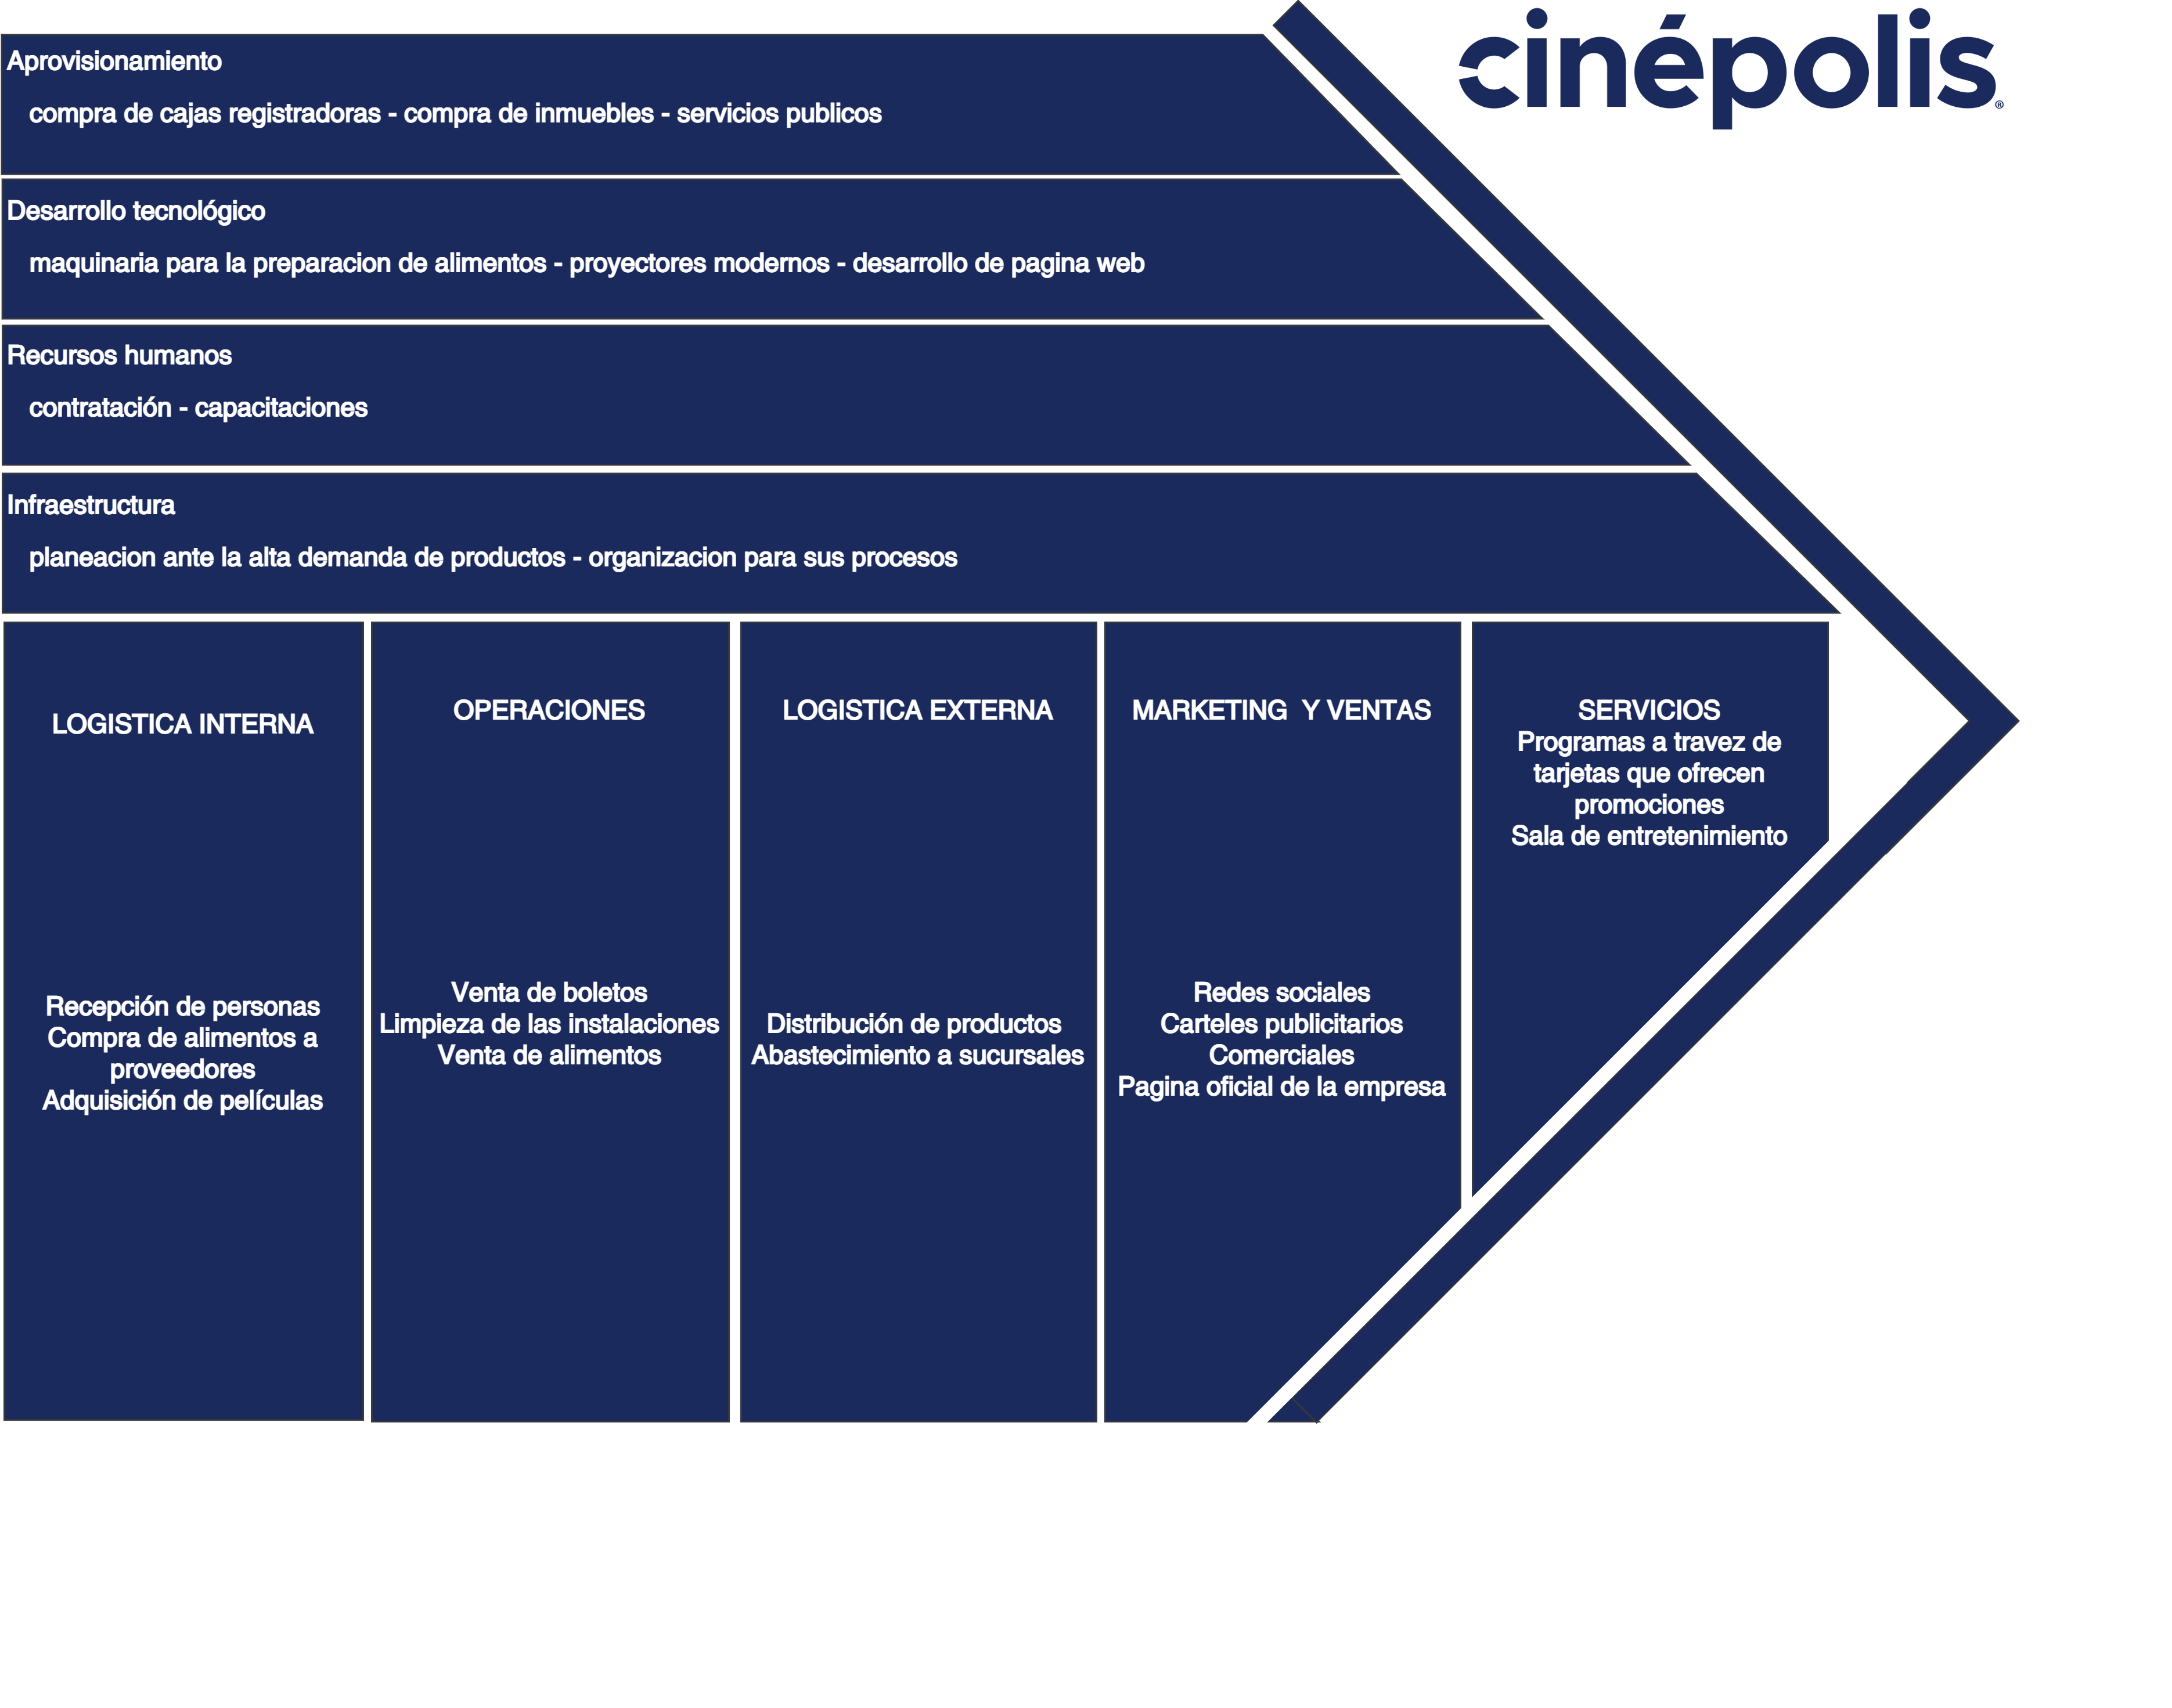 cinépolis®
Aprovisionamiento
compra de cajas registradoras - compra de inmuebles - servicios publicos
Desarrollo tecnológico
maquinaria para la preparacion de alimentos - proyectores modernos - desarrollo de pagina web
Recursos humanos
contratación - capacitaciones
Infraestructura
planeacion ante la alta demanda de productos - organizacion para sus procesos
LOGISTICA INTERNA
Recepción de personas
Compra de alimentos a
proveedores
Adquisición de películas
OPERACIONES
Venta de boletos
Limpieza de las instalaciones
Venta de alimentos
LOGISTICA EXTERNA
Distribución de productos
Abastecimiento a sucursales
MARKETING  Y VENTAS
Redes sociales
Carteles publicitarios
Comerciales
Pagina oficial de la empresa
SERVICIOS
Programas a travez de
tarjetas que ofrecen
promociones
Sala de entretenimiento